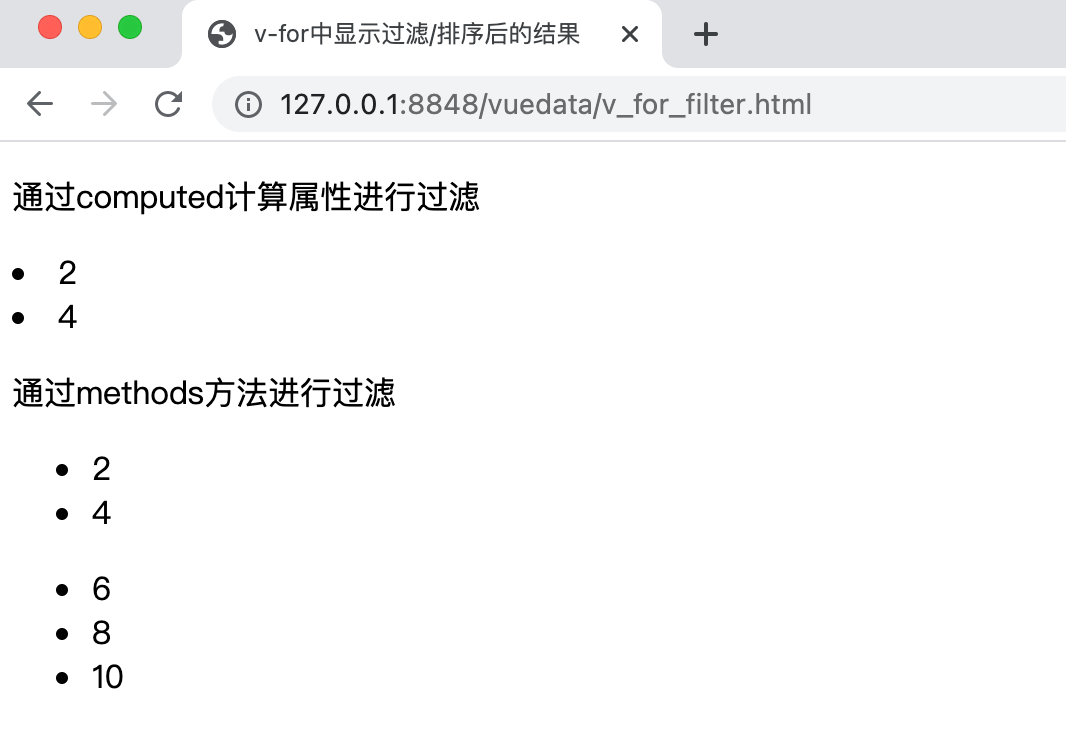 v-for中显示过滤/排序后的结果
127.0.0.1:8848/vuedata/v_for_filter.html
通过computed计算属性进行过滤
2
4
通过methods方法进行过滤
2
4
6
8
10